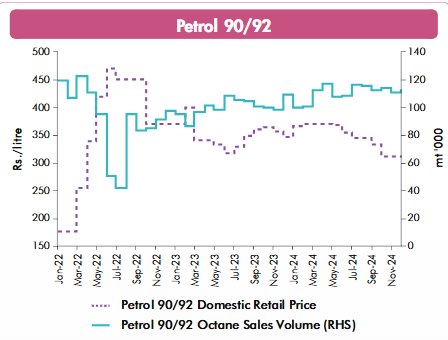 Petrol 90/92
500
450
400
350
300
250
200
150
Rs./litre
140
120
100
80
60
40
20
0
mt '000
Jan-22
Mar-22
May-22
Jul-22
Sep-22
Nov-22
Jan-23
Mar-23
May-23
Jul-23
Sep-23
Nov-23
Jan-24
Mar-24
May-24
Jul-24
Sep-24
Nov-24
Petrol 90/92 Domestic Retail Price
Petrol 90/92 Octane Sales Volume (RHS)